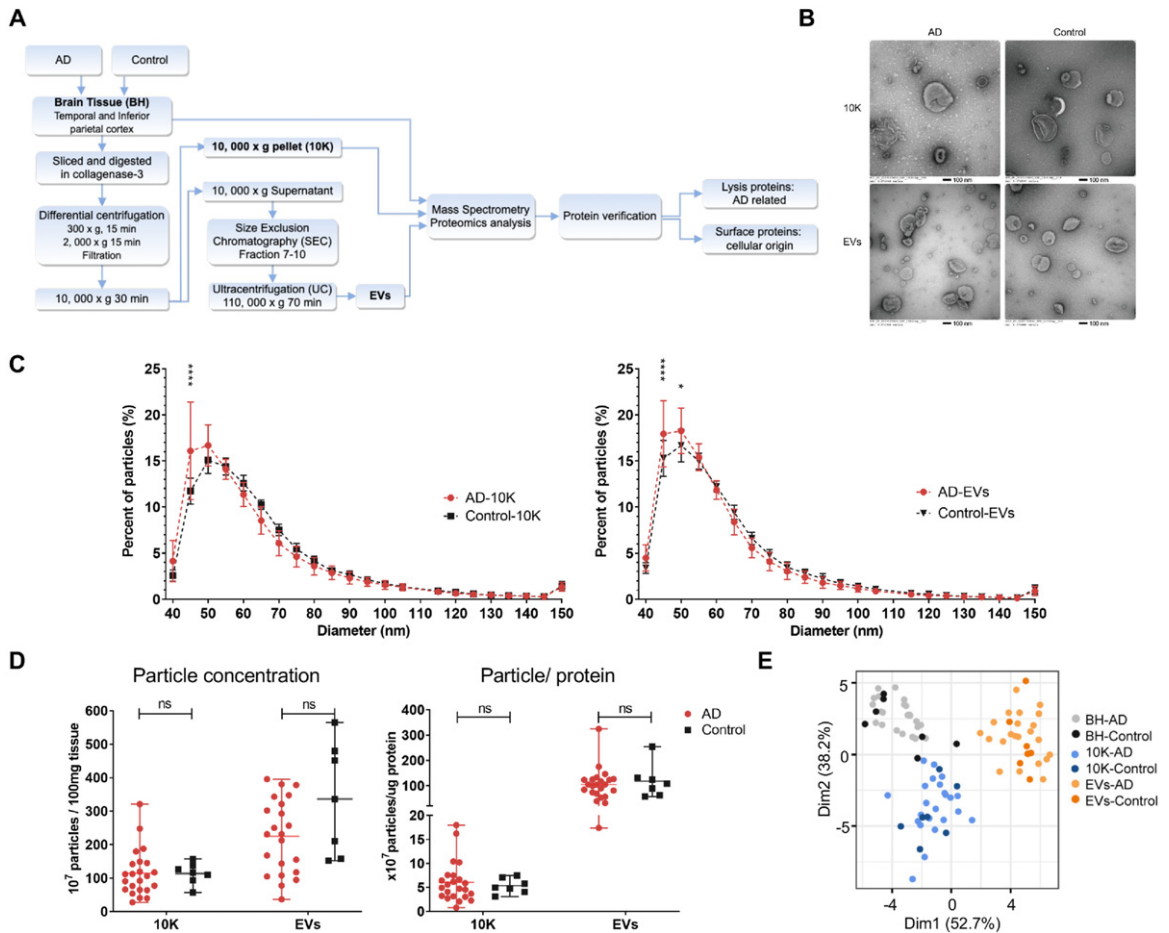 A
AD
Control
Brain Tissue (BH)
Temporal and Inferior
parietal cortex
Sliced and digested
in collagenase-3
Differential centrifugation
300 x g, 15 min
2, 000 x g 15 min
Filtration
10, 000 x g 30 min
10, 000 x g pellet (10K)
10, 000 x g Supernatant
Size Exclusion
Chromatography (SEC)
Fraction 7-10
Ultracentrifugation (UC)
110, 000 x g 70 min
EVs
Mass Spectrometry
Proteomics analysis
Protein verification
Lysis proteins:
AD related
Surface proteins:
cellular origin
B
AD
Control
10K
100 nm
100 nm
EVs
100 nm
100 nm
C
****
Percent of particles (%)
25
20
15
10
5
0
40 50 60 70 80 90 100 110 120 130 140 150
Diameter (nm)
AD-10K
Control-10K
****
*
Percent of particles (%)
25
20
15
10
5
0
40 50 60 70 80 90 100 110 120 130 140 150
Diameter (nm)
AD-EVs
Control-EVs
D
Particle concentration
10⁷ particles / 100mg tissue
600
500
400
300
200
100
0
ns
ns
10K
EVs
Particle/ protein
x10⁷particles/ug protein
400
300
200
100
20
15
10
5
0
ns
ns
10K
EVs
AD
Control
E
Dim2 (38.2%)
5
0
-5
-4 0 4
Dim1 (52.7%)
BH-AD
BH-Control
10K-AD
10K-Control
EVs-AD
EVs-Control